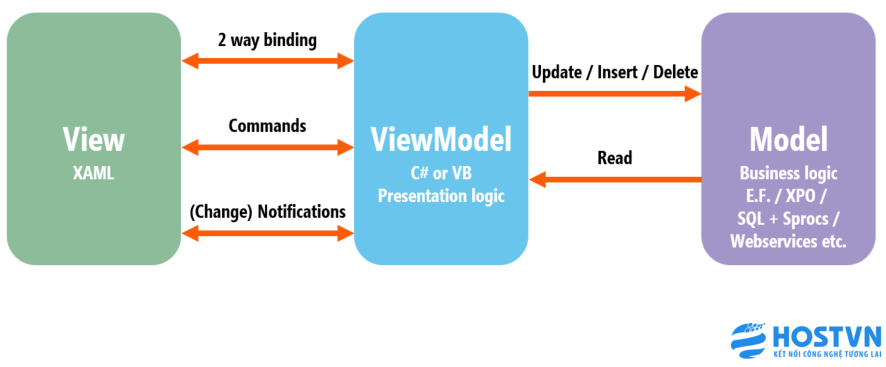 View
XAML
2 way binding
Commands
(Change) Notifications
ViewModel
C# or VB
Presentation logic
Update / Insert / Delete
Read
Model
Business logic
E.F. / XPO /
SQL + Sprocs /
Webservices etc.
HOSTVN
KẾT NỐI CÔNG NGHỆ TƯƠNG LAI